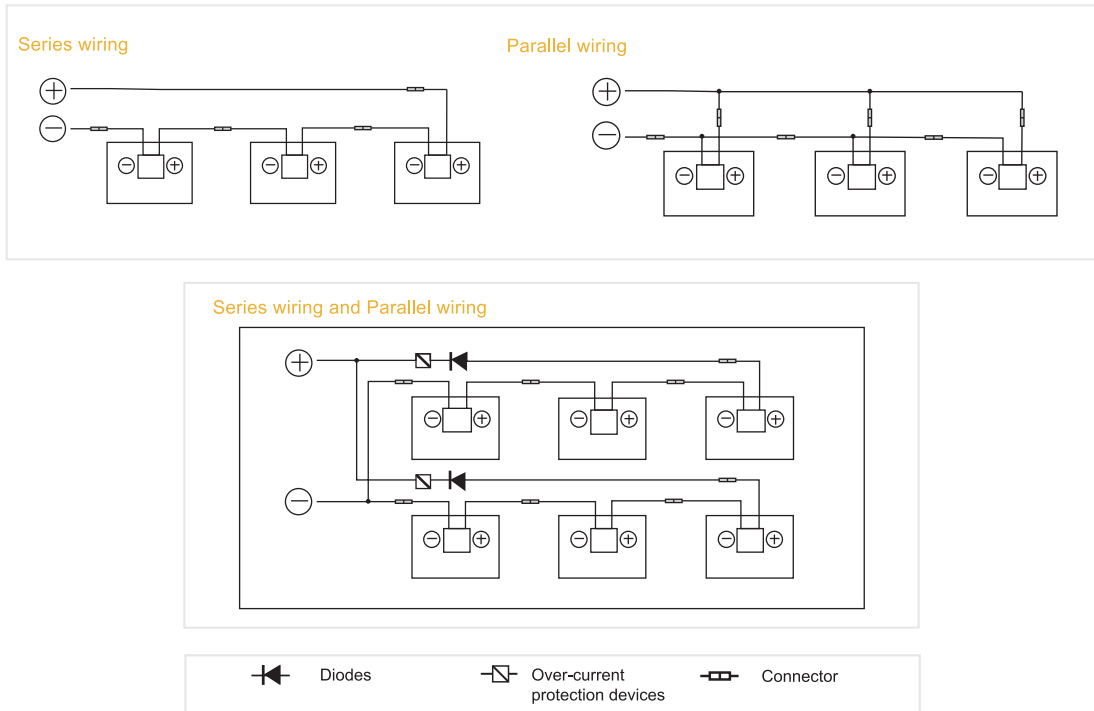 Series wiring
Parallel wiring
Series wiring and Parallel wiring
Diodes
Over-current
protection devices
Connector